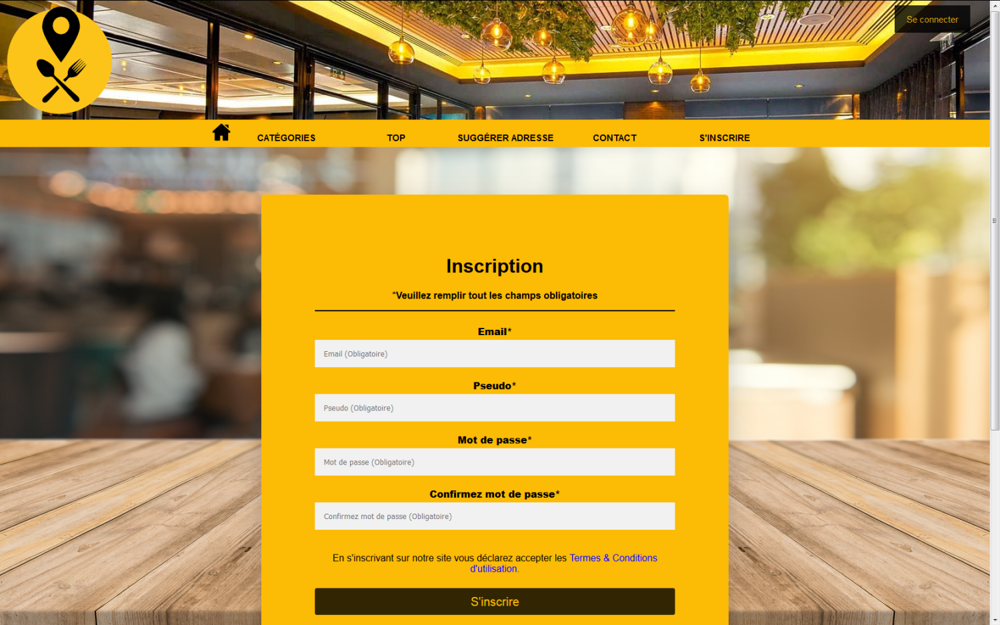 Se connecter
CATÉGORIES TOP SUGGÉRER ADRESSE CONTACT S'INSCRIRE
Inscription
*Veuillez remplir tout les champs obligatoires
Email*
Email (Obligatoire)
Pseudo*
Pseudo (Obligatoire)
Mot de passe*
Mot de passe (Obligatoire)
Confirmez mot de passe*
Confirmez mot de passe (Obligatoire)
En s'inscrivant sur notre site vous déclarez accepter les Termes & Conditions
d'utilisation.
S'inscrire